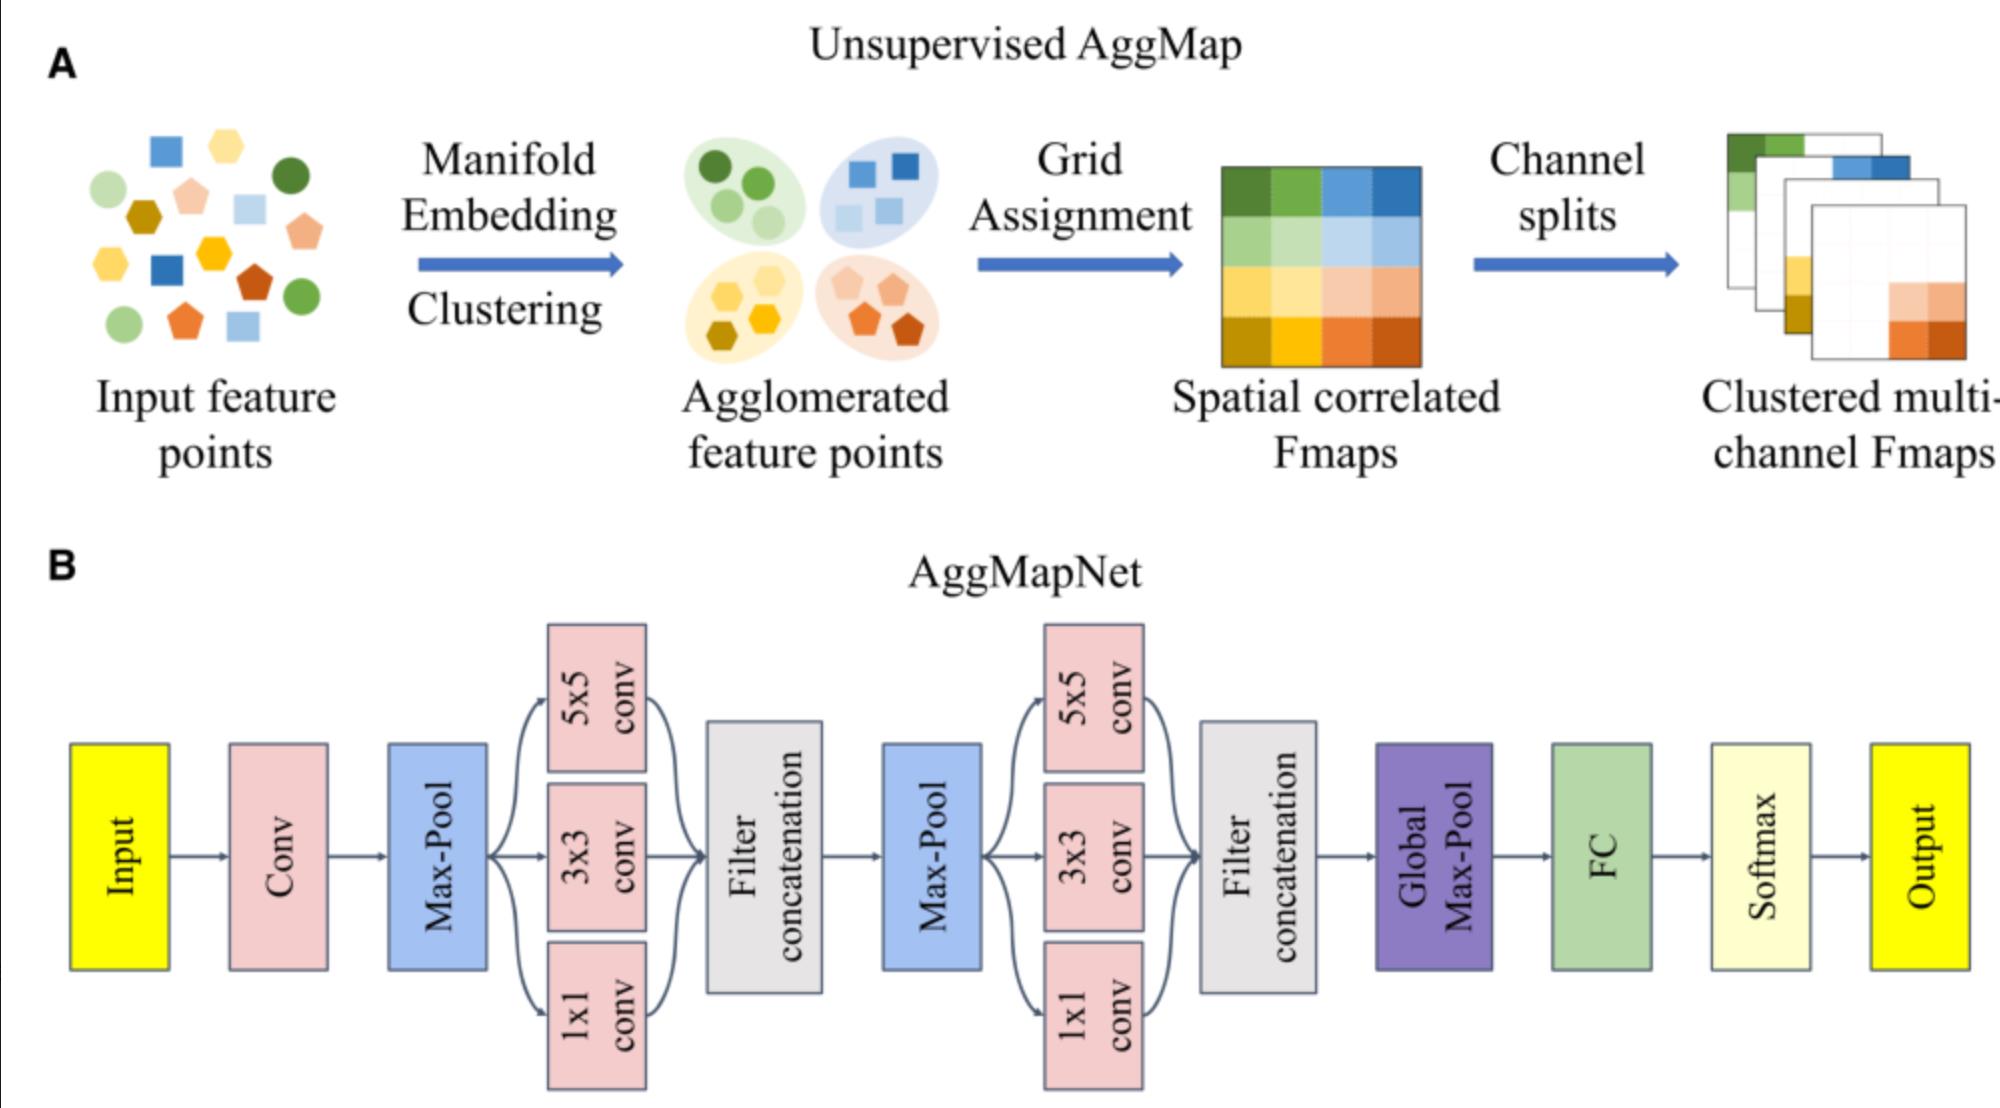 A
Unsupervised AggMap
Manifold
Embedding
Clustering
Grid
Assignment
Channel
splits
Input feature
points
Agglomerated
feature points
Spatial correlated
Fmaps
Clustered multi-
channel Fmaps
B
AggMapNet
Input
Conv
Max-Pool
5x5
conv
3x3
conv
1x1
conv
Filter
concatenation
Max-Pool
5x5
conv
3x3
conv
1x1
conv
Filter
concatenation
Global
Max-Pool
FC
Softmax
Output